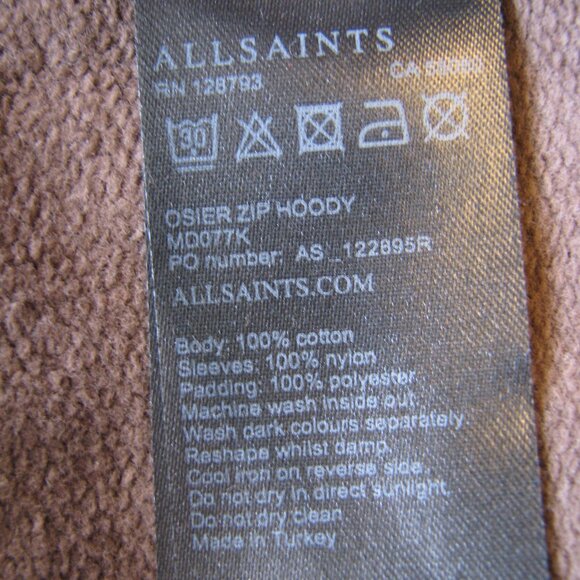 ALLSAINTS
RN 128793 CA
30
OSIER ZIP HOODY
MD077K
PO number: AS_122895R
ALLSAINTS.COM
Body: 100% cotton
Sleeves: 100% nylon
Padding: 100% polyester
Machine wash inside out.
Wash dark colours separately.
Reshape whilst damp.
Cool iron on reverse side.
Do not dry in direct sunlight.
Do not dry clean
Made in Turkey